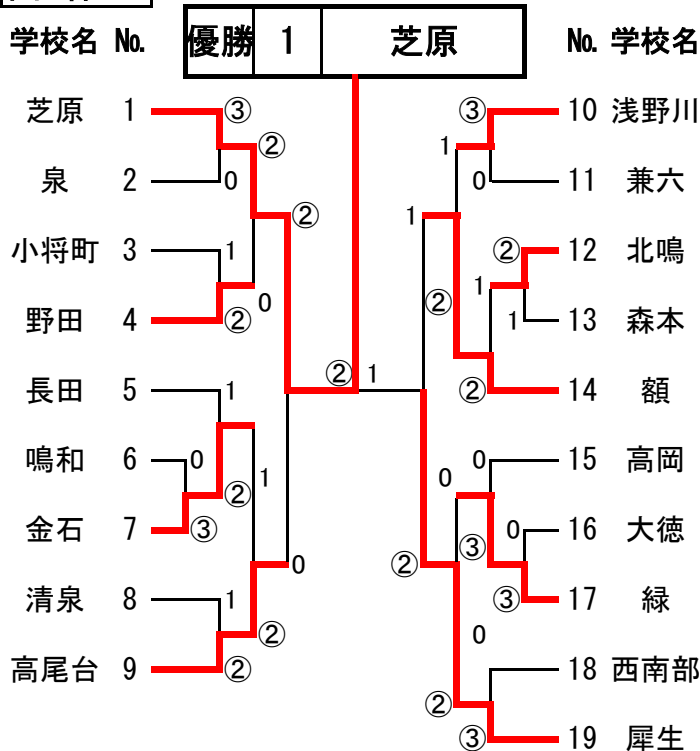 学校名 No. 優勝 1 芝原 No. 学校名
芝原 1 ③ ③ 10 浅野川
② 1
泉 2 0 0 11 兼六
② 1
小将町 3 1 ② 12 北鳴
0 ② 1
野田 4 ② 1 13 森本
② 1
長田 5 1 ② 14 額
鳴和 6 0 0 0 15 高岡
② 1
金石 7 ③ ③ 0 16 大徳
0 ②
清泉 8 1 ③ 17 緑
② 0
高尾台 9 ② 18 西南部
②
③ 19 犀生